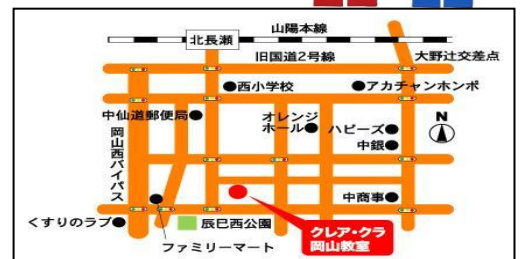 山陽本線
北長瀬
旧国道2号線
大野辻交差点
西小学校
アカチャンホンポ
中仙道郵便局
オレンジ
ホール
ハピーズ
中銀
N
岡山西バイパス
中商事
くすりのラブ
辰巳西公園
クレア・クラ
岡山教室
ファミリーマート